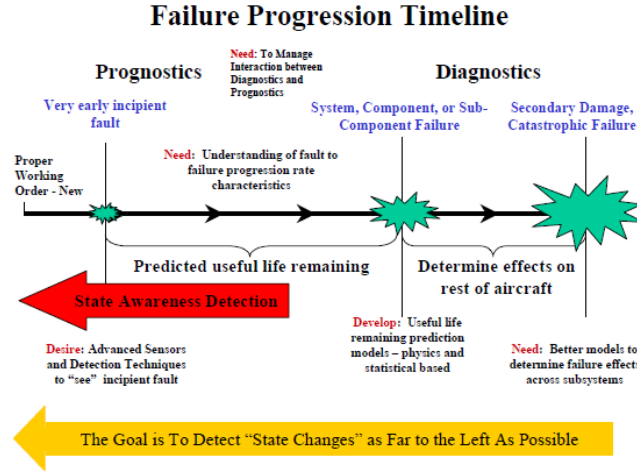 Failure Progression Timeline
Need: To Manage
Interaction between
Diagnostics and
Prognostics
Prognostics
Diagnostics
Very early incipient
fault
System, Component, or Sub-
Component Failure
Secondary Damage,
Catastrophic Failure
Proper
Working
Order - New
Need: Understanding of fault to
failure progression rate
characteristics
Predicted useful life remaining
Determine effects on
rest of aircraft
State Awareness Detection
Desire: Advanced Sensors
and Detection Techniques
to “see” incipient fault
Develop: Useful life
remaining prediction
models – physics and
statistical based
Need: Better models to
determine failure effects
across subsystems
The Goal is To Detect “State Changes” as Far to the Left As Possible